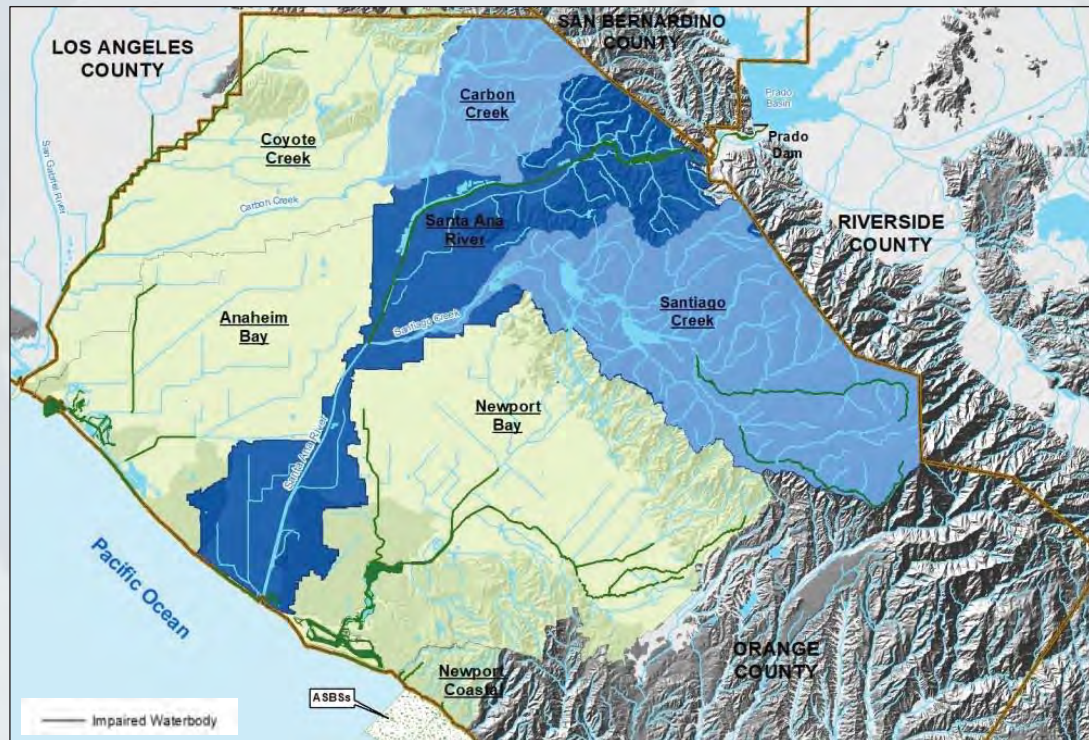 SAN BERNARDINO
COUNTY
LOS ANGELES
COUNTY
Prado
Basin
Carbon
Creek
Prado
Dam
Coyote
Creek
San Gabriel River
Carbon Creek
Santa Ana
River
RIVERSIDE
COUNTY
Santiago
Creek
Anaheim
Bay
Santiago Creek
Newport
Bay
Santa Ana River
Pacific Ocean
ORANGE
COUNTY
Newport
Coastal
ASBSs
Impaired Waterbody